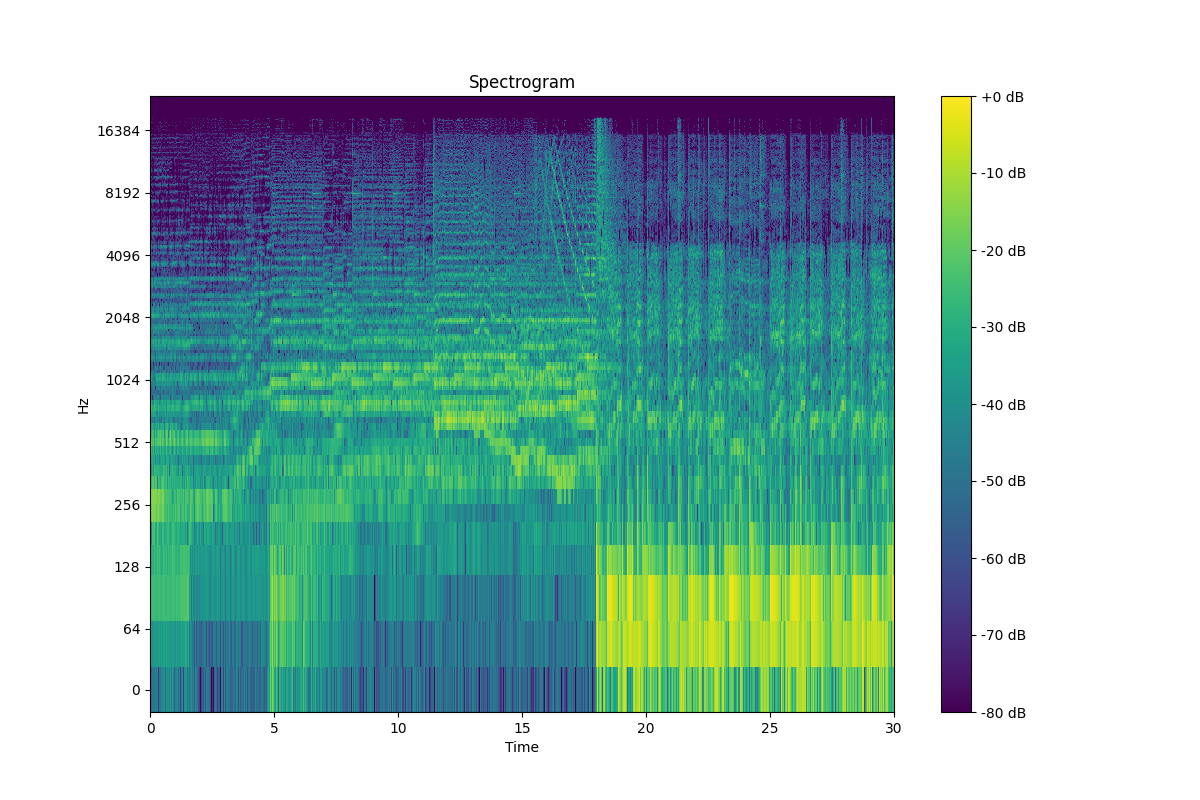 Spectrogram
Hz
16384
8192
4096
2048
1024
512
256
128
64
0
0 5 10 15 20 25 30
Time
+0 dB
-10 dB
-20 dB
-30 dB
-40 dB
-50 dB
-60 dB
-70 dB
-80 dB